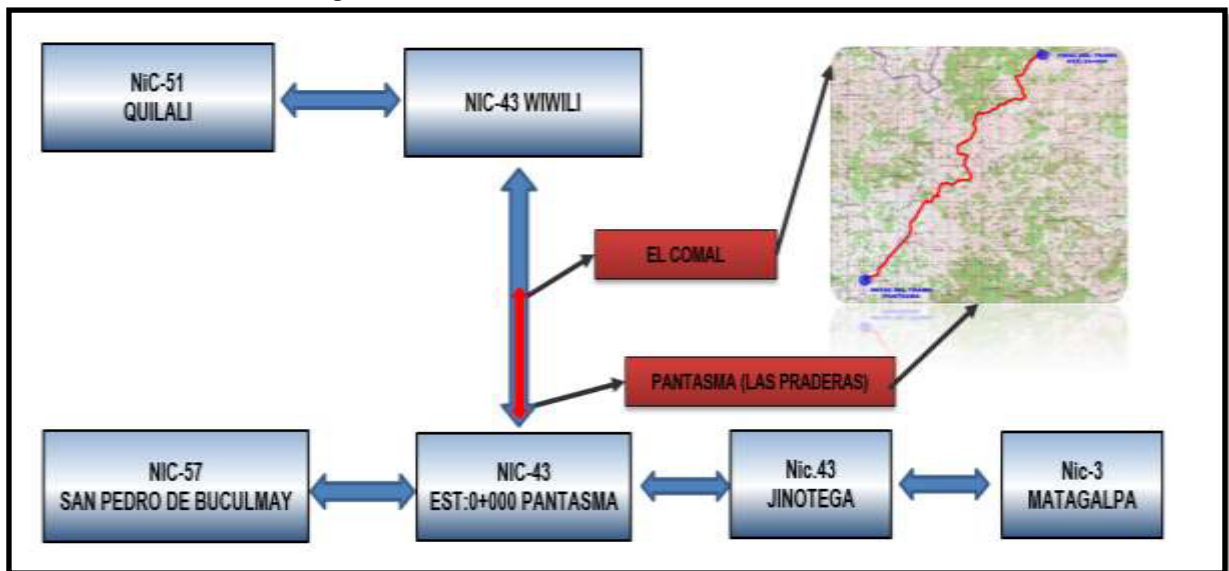 NiC-51
QUILALI
NIC-43 WIWILI
EL COMAL
PANTASMA (LAS PRADERAS)
NIC-57
SAN PEDRO DE BUCULMAY
NIC-43
EST:0+000 PANTASMA
Nic.43
JINOTEGA
Nic-3
MATAGALPA